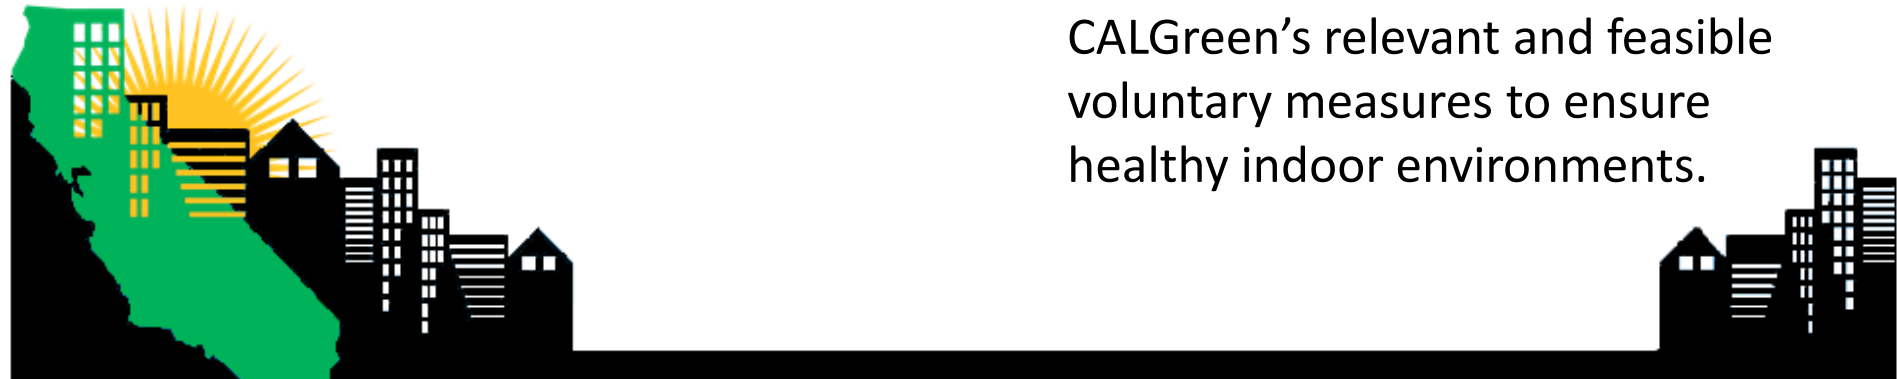 CALGreen’s relevant and feasible
voluntary measures to ensure
healthy indoor environments.